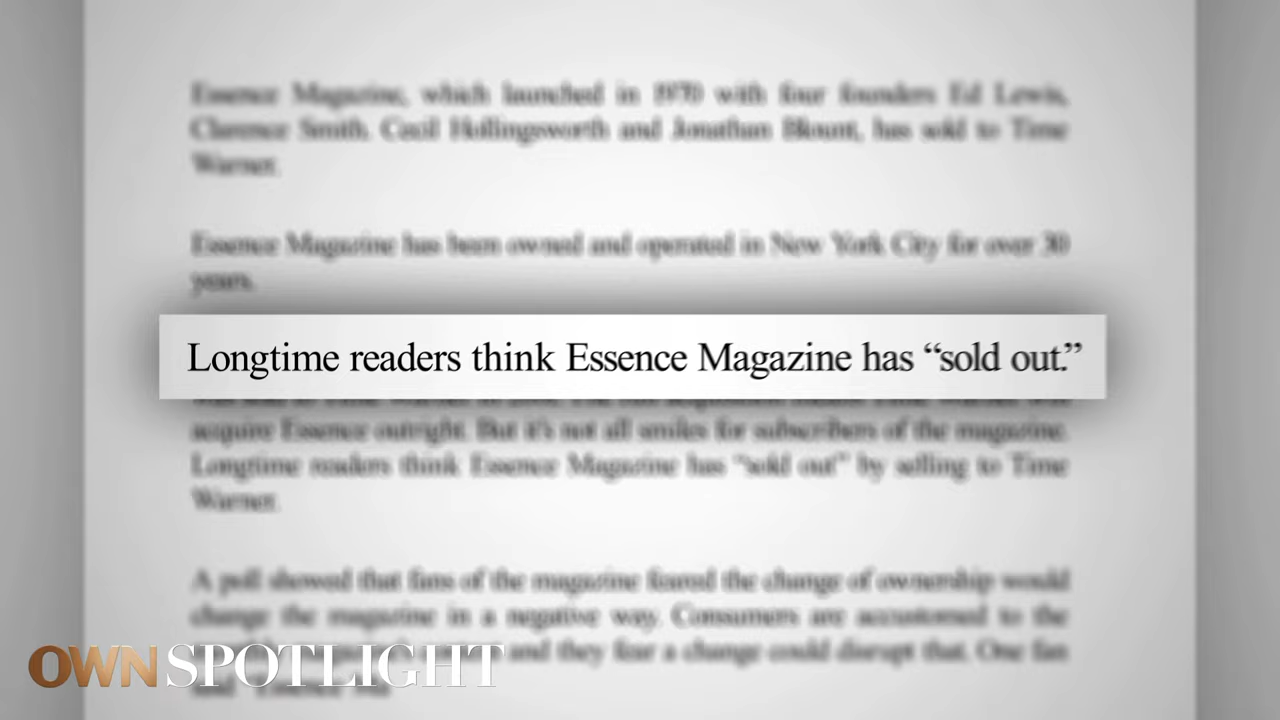 Essence Magazine, which launched in 1970 with four founders Ed Lewis,
Clarence Smith, Cecil Hollingsworth and Jonathan Blount, has sold to Time
Warner.
Essence Magazine has been owned and operated in New York City for over 30
years.
Longtime readers think Essence Magazine has “sold out.”
acquire Essence outright. But it's not all smiles for subscribers of the magazine.
Longtime readers think Essence Magazine has “sold out” by selling to Time
Warner.
A poll showed that fans of the magazine feared the change of ownership would
change the magazine in a negative way. Consumers are accustomed to the
and they fear a change could disrupt that. One fan
OWN SPOTLIGHT